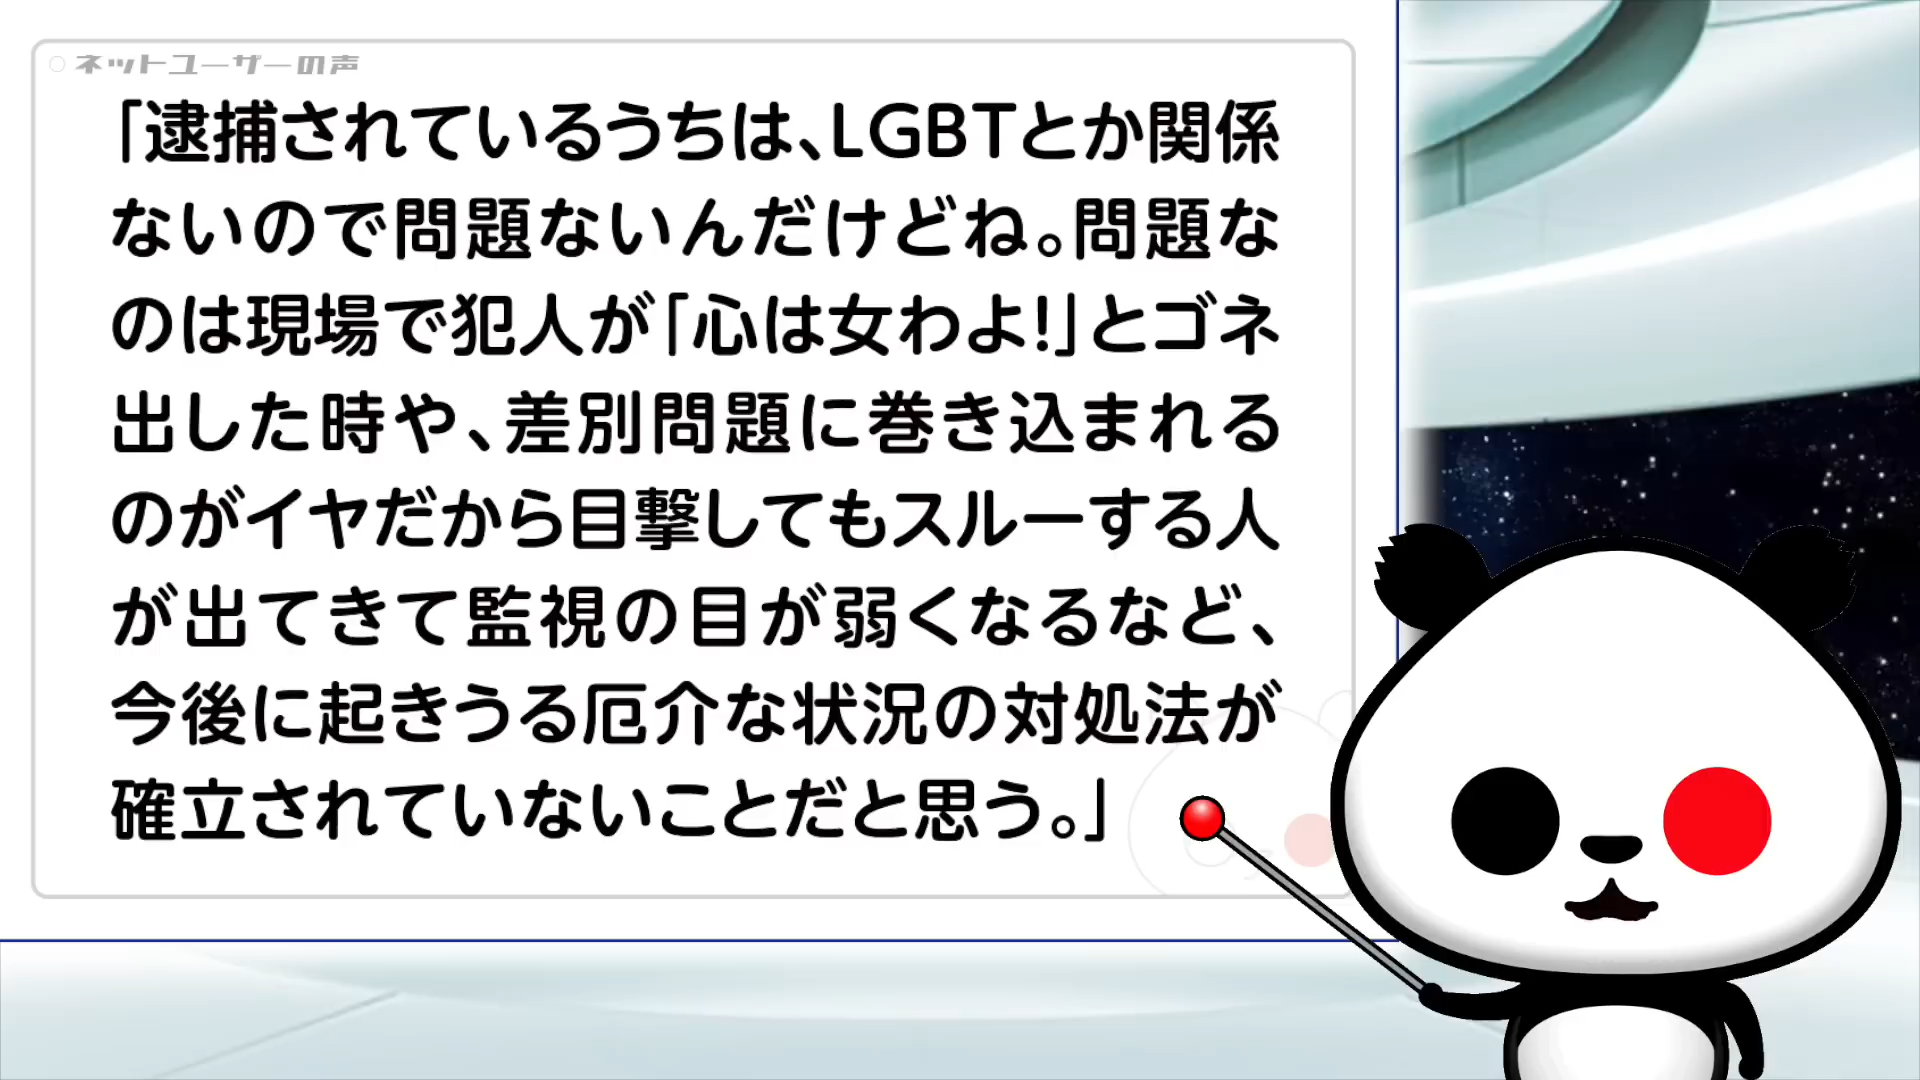 ネットユーザーの声
「逮捕されているうちは、LGBTとか関係
ないので問題ないんだけどね。問題な
のは現場で犯人が「心は女わよ!」とゴネ
出した時や、差別問題に巻き込まれる
のがイヤだから目撃してもスルーする人
が出てきて監視の目が弱くなるなど、
今後に起きうる厄介な状況の対処法が
確立されていないことだと思う。」